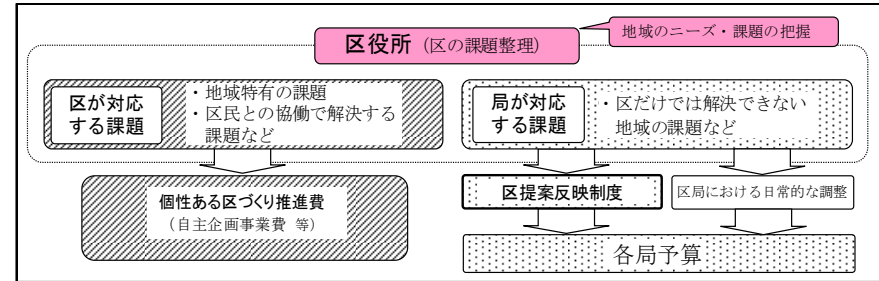 地域のニーズ・課題の把握
区役所（区の課題整理）
区が対応
する課題
・地域特有の課題
・区民との協働で解決する
課題など
局が対応
する課題
・区だけでは解決できない
地域の課題など
個性ある区づくり推進費
（自主企画事業費 等）
区提案反映制度
区局における日常的な調整
各局予算